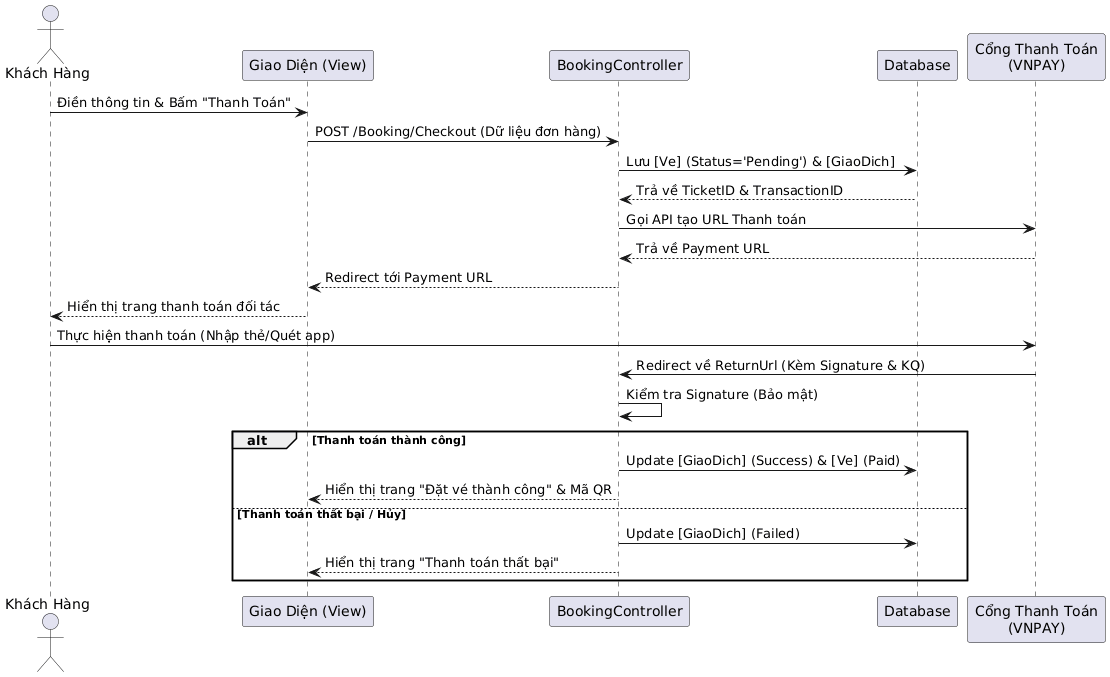 Khách Hàng
Giao Diện (View)
BookingController
Database
Cổng Thanh Toán
(VNPAY)
Điền thông tin & Bấm "Thanh Toán"
POST /Booking/Checkout (Dữ liệu đơn hàng)
Lưu [Ve] (Status='Pending') & [GiaoDich]
Trả về TicketID & TransactionID
Gọi API tạo URL Thanh toán
Trả về Payment URL
Redirect tới Payment URL
Hiển thị trang thanh toán đối tác
Thực hiện thanh toán (Nhập thẻ/Quét app)
Redirect về ReturnUrl (Kèm Signature & KQ)
Kiểm tra Signature (Bảo mật)
alt
[Thanh toán thành công]
Update [GiaoDich] (Success) & [Ve] (Paid)
Hiển thị trang "Đặt vé thành công" & Mã QR
[Thanh toán thất bại / Hủy]
Update [GiaoDich] (Failed)
Hiển thị trang "Thanh toán thất bại"
Khách Hàng
Giao Diện (View)
BookingController
Database
Cổng Thanh Toán
(VNPAY)